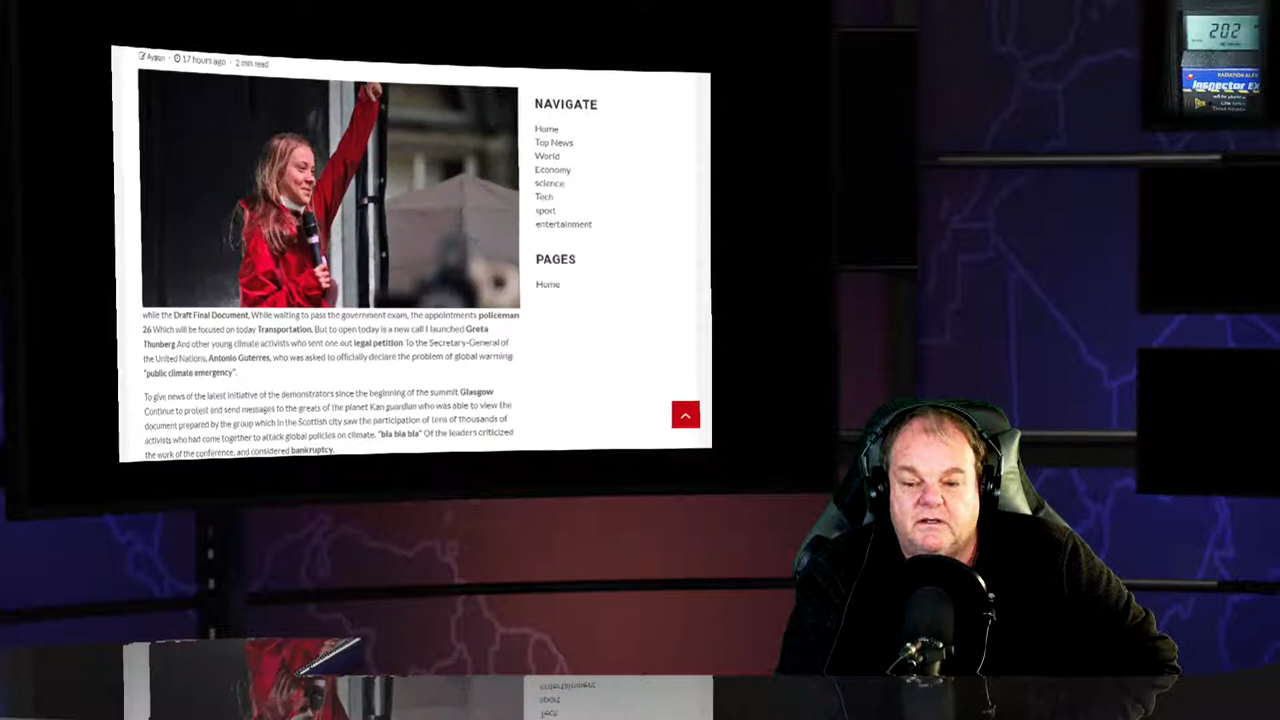 Aygen · 17 hours ago · 2 min read
while the Draft Final Document, While waiting to pass the government exam, the appointments policeman
26 Which will be focused on today Transportation. But to open today is a new call I launched Greta
Thunberg And other young climate activists who sent one out legal petition To the Secretary-General of
the United Nations, Antonio Guterres, who was asked to officially declare the problem of global warming
"public climate emergency".
To give news of the latest initiative of the demonstrators since the beginning of the summit Glasgow
Continue to protest and send messages to the greats of the planet Kan guardian who was able to view the
document prepared by the group which in the Scottish city saw the participation of tens of thousands of
activists who had come together to attack global policies on climate. "bla bla bla" Of the leaders criticized
the work of the conference, and considered bankruptcy.
NAVIGATE
Home
Top News
World
Economy
science
Tech
sport
entertainment
PAGES
Home
202
RADIATION ALERT
Inspector EX
entertainment
sport
Tech